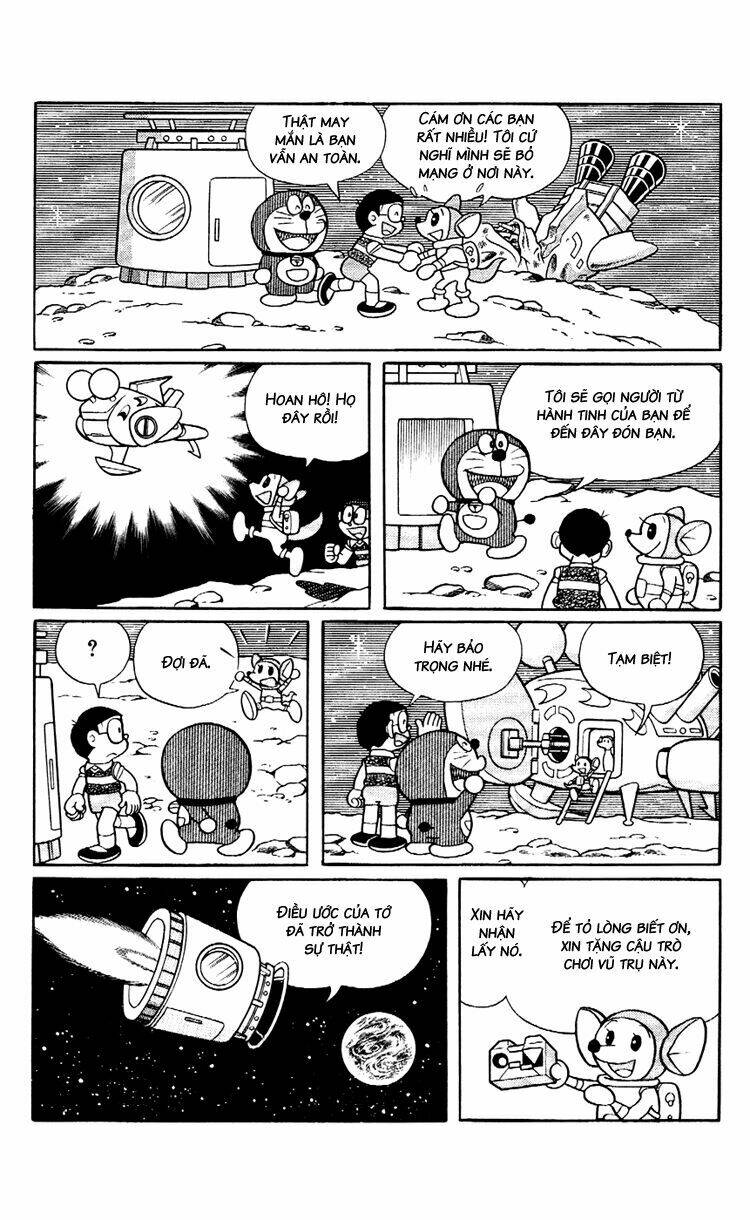 CÁM ƠN CÁC BẠN
RẤT NHIỀU! TÔI CỨ
NGHĨ MÌNH SẼ BỎ
MẠNG Ở NƠI NÀY.
THẬT MAY
MẮN LÀ BẠN
VẪN AN TOÀN.
TÔI SẼ GỌI NGƯỜI TỪ
HÀNH TINH CỦA BẠN ĐỂ
ĐẾN ĐÂY ĐÓN BẠN.
HOAN HÔ! HỌ
ĐÂY RỒI!
TẠM BIỆT!
HÃY BẢO
TRỌNG NHÉ.
ĐỢI ĐÃ.
?
ĐỂ TỎ LÒNG BIẾT ƠN,
XIN TẶNG CẬU TRÒ
CHƠI VŨ TRỤ NÀY.
XIN HÃY
NHẬN
LẤY NÓ.
ĐIỀU ƯỚC CỦA TỚ
ĐÃ TRỞ THÀNH
SỰ THẬT!